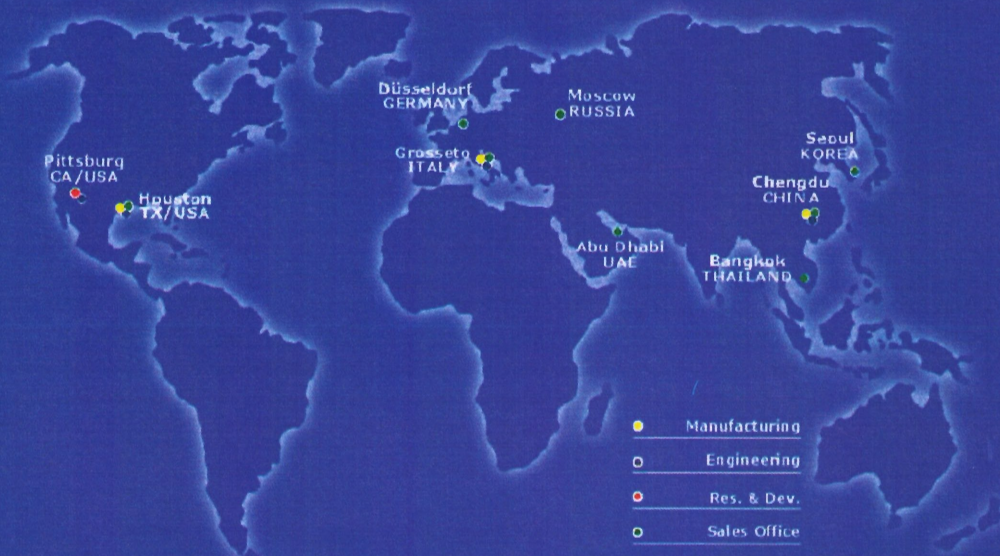 Düsseldorf
GERMANY
Moscow
RUSSIA
Seoul
KOREA
Grosseto
ITALY
Pittsburg
CA/USA
Chengdu
CHINA
Houston
TX/USA
Abu Dhabi
UAE
Bangkok
THAILAND
Manufacturing
Engineering
Res. & Dev.
Sales Office